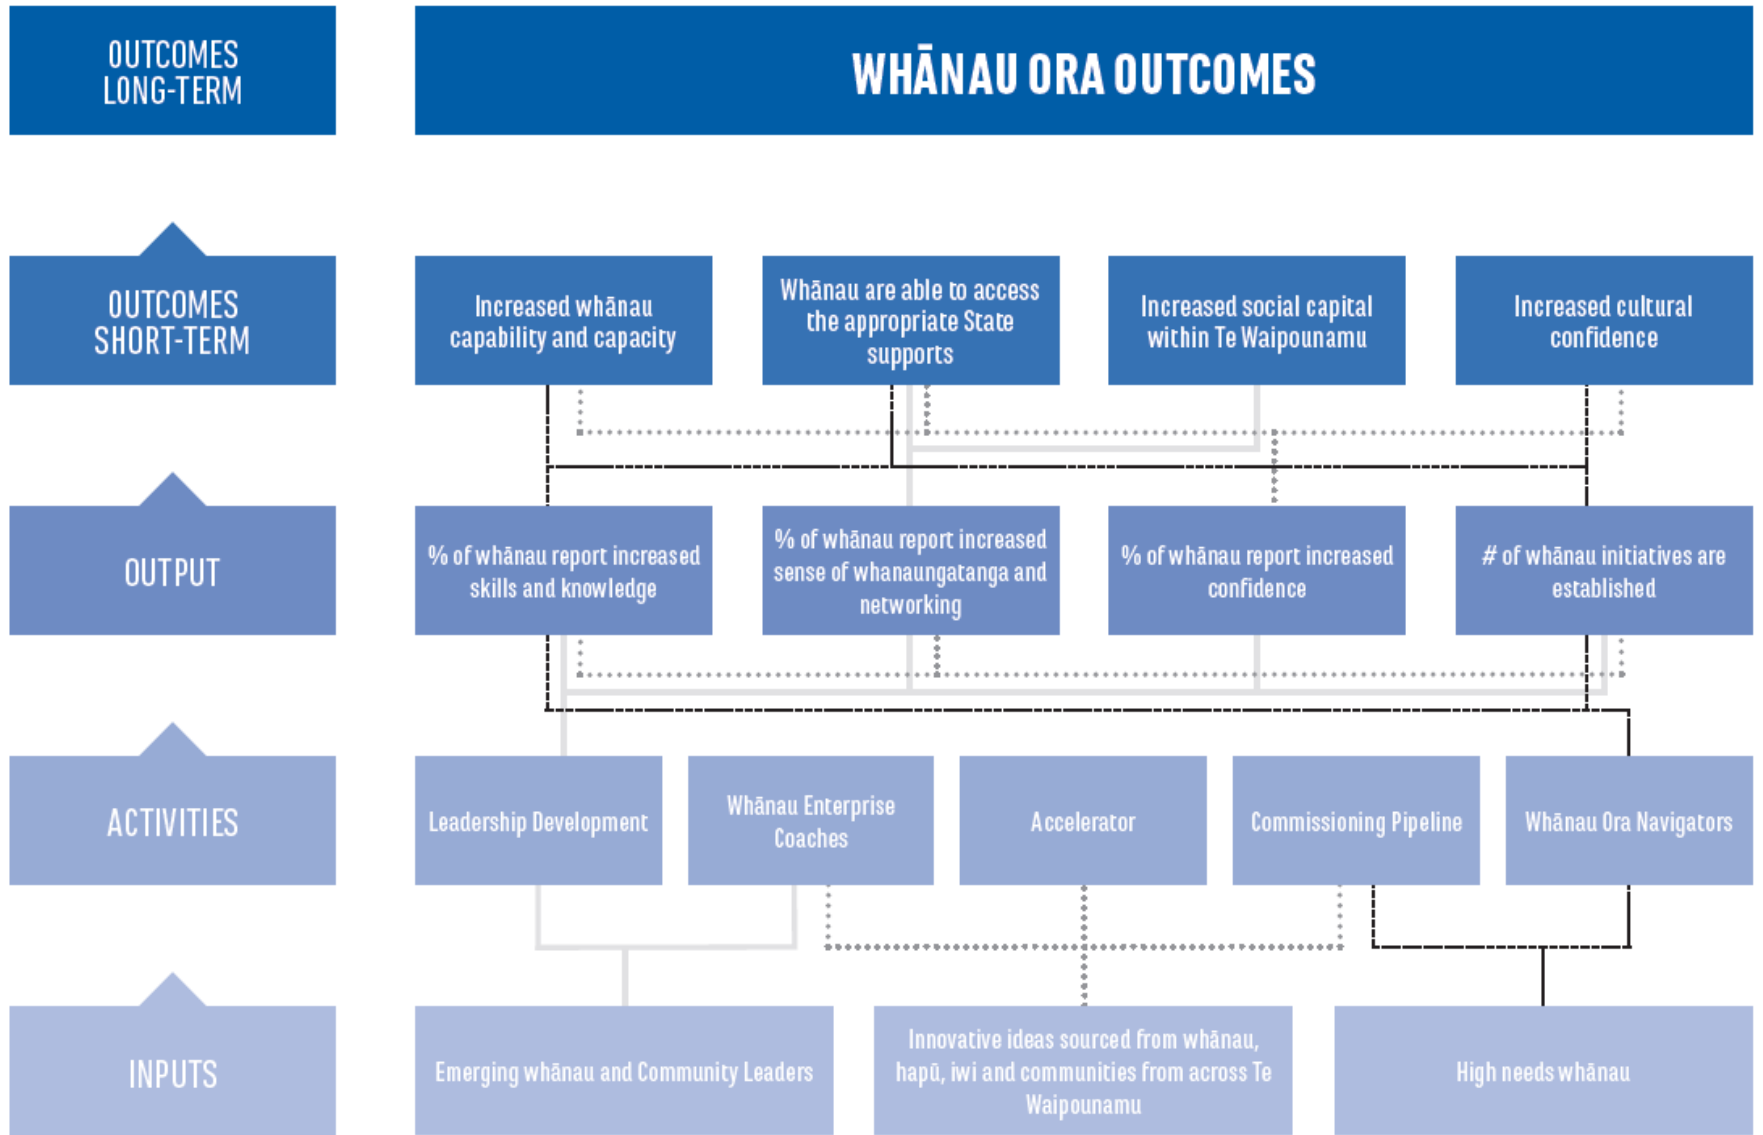 OUTCOMES
LONG-TERM
WHĀNAU ORA OUTCOMES
OUTCOMES
SHORT-TERM
Increased whānau
capability and capacity
Whānau are able to access
the appropriate State
supports
Increased social capital
within Te Waipounamu
Increased cultural
confidence
OUTPUT
% of whānau report increased
skills and knowledge
% of whānau report increased
sense of whanaungatanga and
networking
% of whānau report increased
confidence
# of whānau initiatives are
established
ACTIVITIES
Leadership Development
Whānau Enterprise
Coaches
Accelerator
Commissioning Pipeline
Whānau Ora Navigators
INPUTS
Emerging whānau and Community Leaders
Innovative ideas sourced from whānau,
hapū, iwi and communities from across Te
Waipounamu
High needs whānau